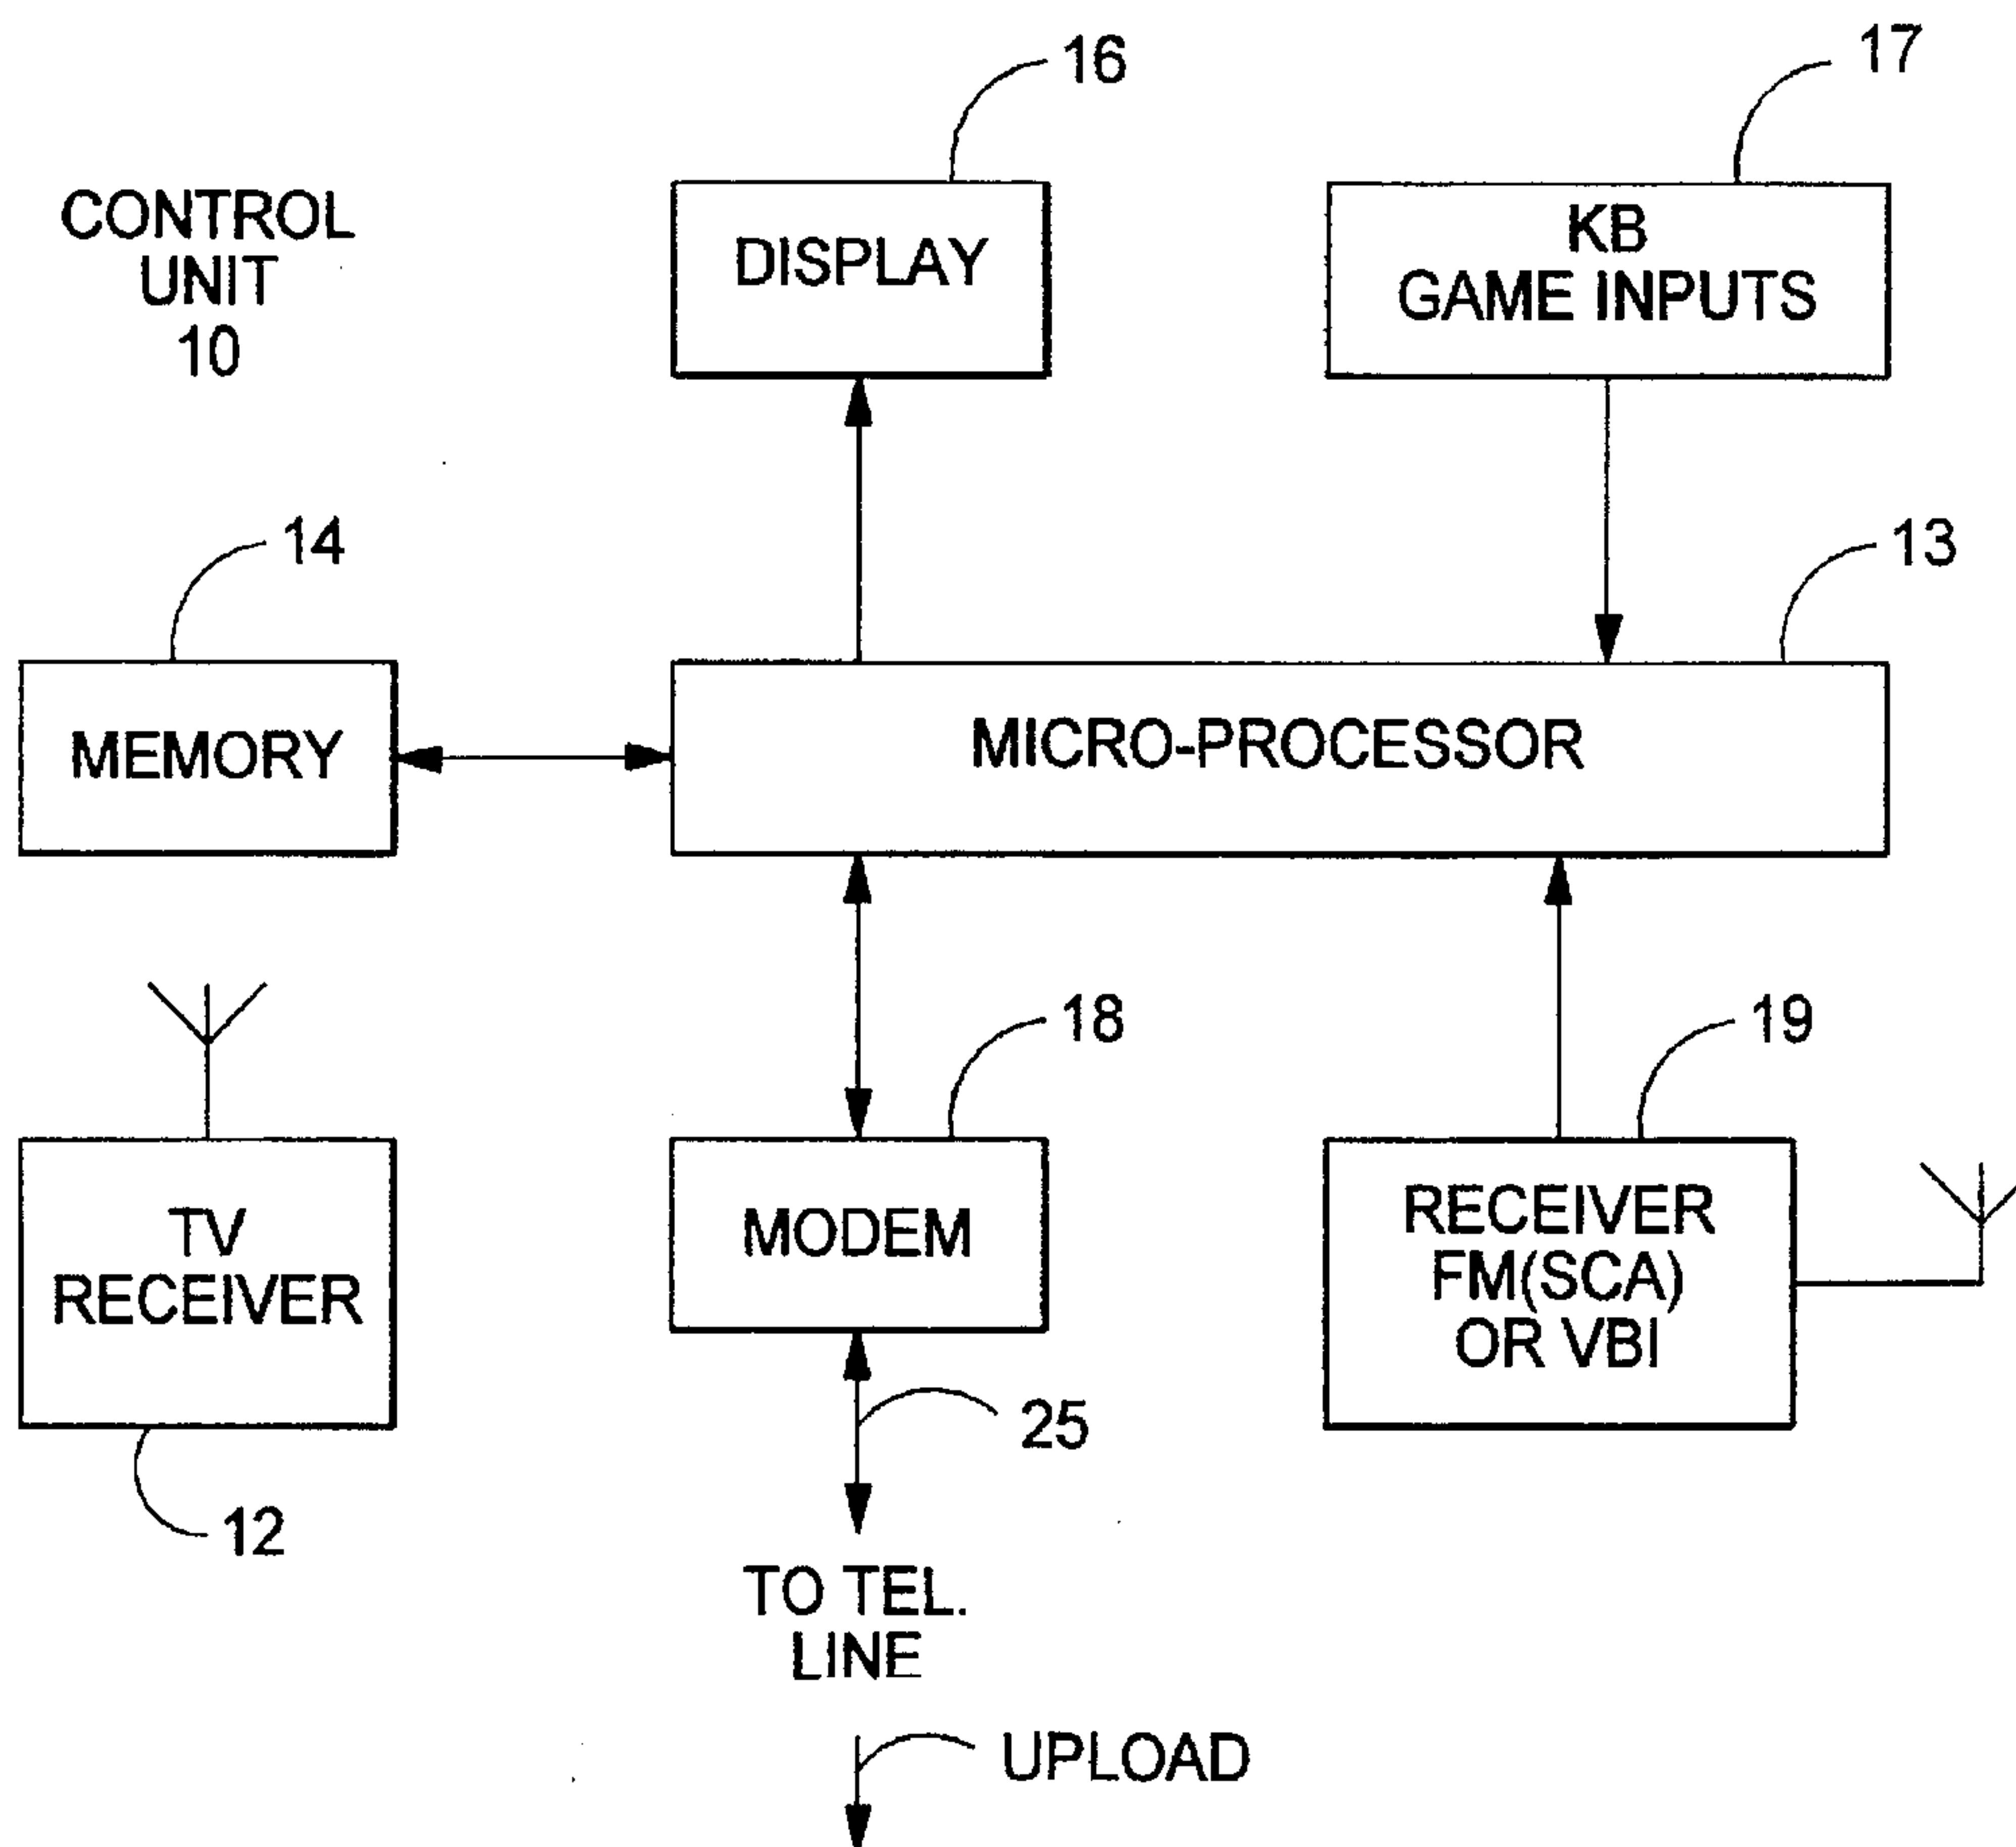 16
17
CONTROL
UNIT
10
DISPLAY
KB
GAME INPUTS
14
13
MEMORY
MICRO-PROCESSOR
18
19
TV
RECEIVER
MODEM
RECEIVER
FM(SCA)
OR VBI
25
12
TO TEL.
LINE
UPLOAD